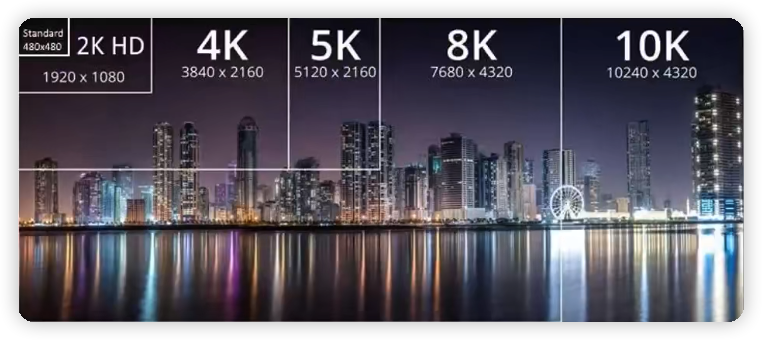 Standard
480x480
2K HD
1920 x 1080
4K
3840 x 2160
5K
5120 x 2160
8K
7680 x 4320
10K
10240 x 4320